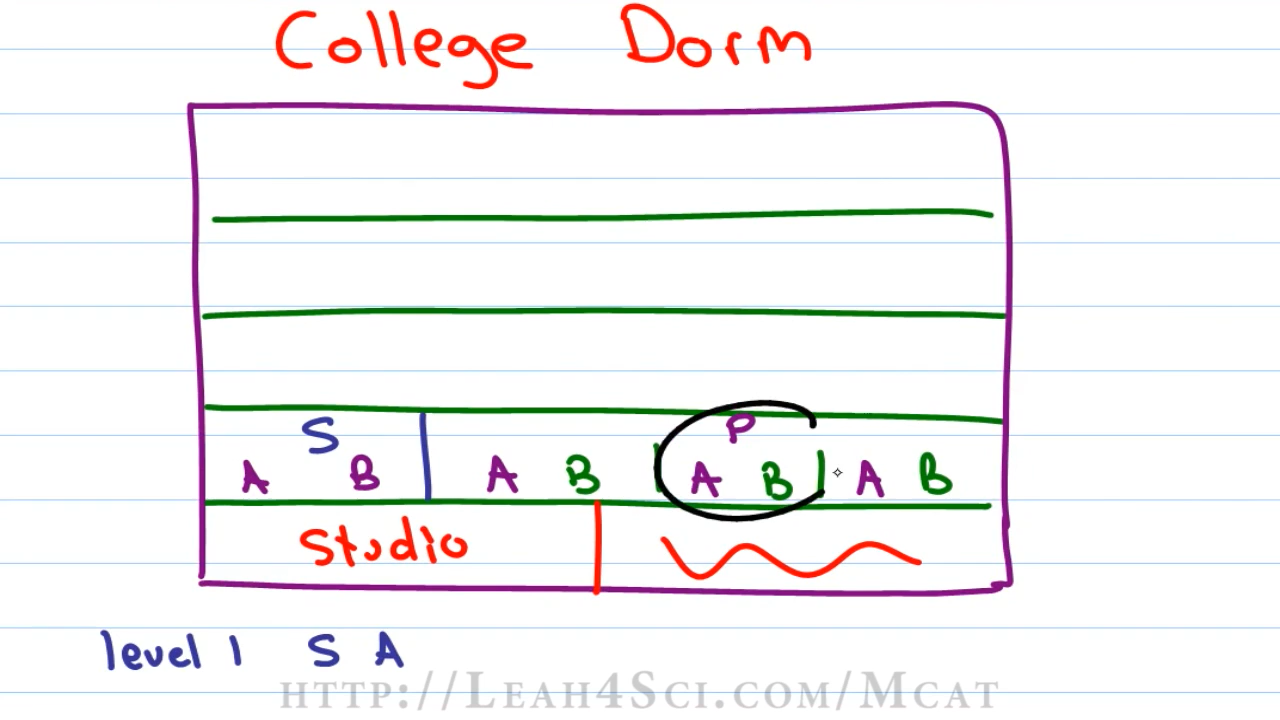 College Dorm
S P
A B A B A B A B
Studio
level 1 S A
HTTP://LEAH4SCI.COM/MCAT